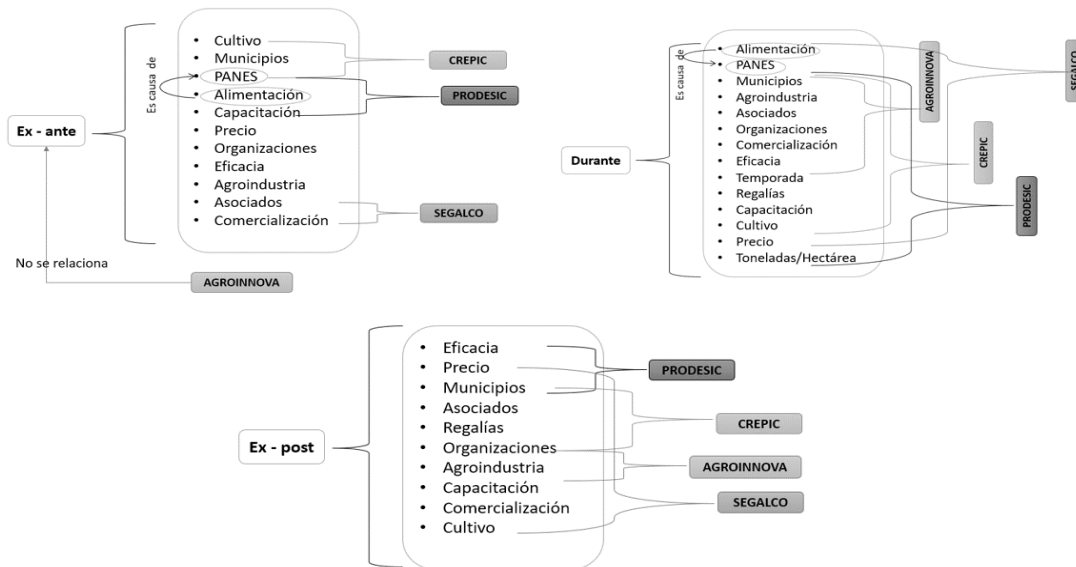 Ex - ante
Es causa de
• Cultivo
• Municipios
• PANES
• Alimentación
• Capacitación
• Precio
• Organizaciones
• Eficacia
• Agroindustria
• Asociados
• Comercialización
CREPIC
PRODESIC
SEGALCO
No se relaciona
AGROINNOVA
Durante
Es causa de
• Alimentación
• PANES
• Municipios
• Agroindustria
• Asociados
• Organizaciones
• Comercialización
• Eficacia
• Temporada
• Regalías
• Capacitación
• Cultivo
• Precio
• Toneladas/Hectárea
AGROINNOVA
CREPIC
PRODESIC
SEGALCO
Ex - post
• Eficacia
• Precio
• Municipios
• Asociados
• Regalías
• Organizaciones
• Agroindustria
• Capacitación
• Comercialización
• Cultivo
PRODESIC
CREPIC
AGROINNOVA
SEGALCO